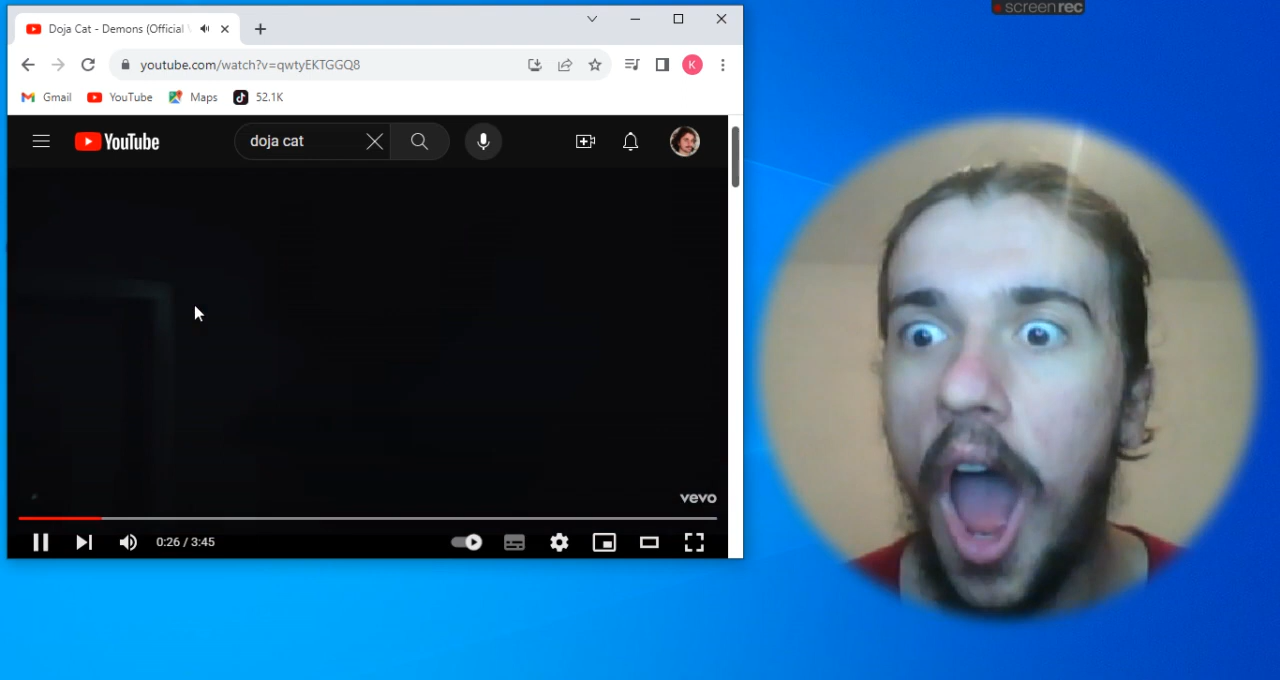 screenrec
Doja Cat - Demons (Official
youtube.com/watch?v=qwtyEKTGGQ8
K
Gmail
YouTube
Maps
52.1K
YouTube
doja cat
vevo
0:26 / 3:45